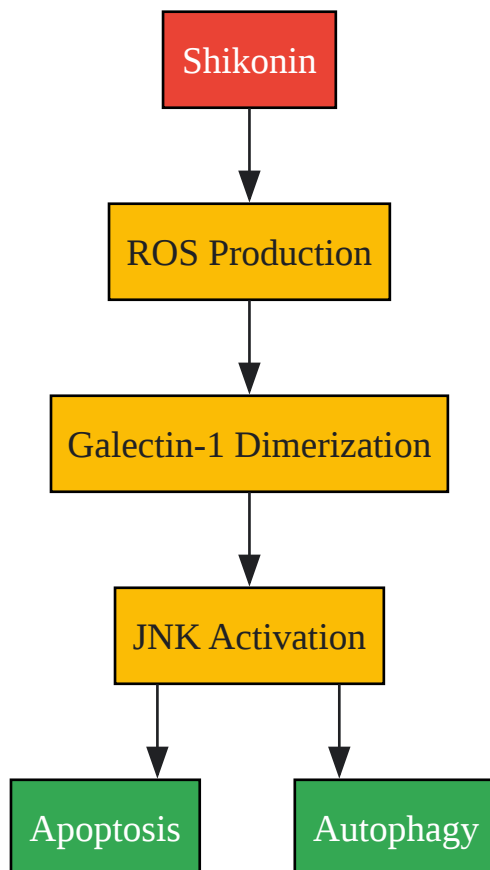 Shikonin
ROS Production
Galectin-1 Dimerization
JNK Activation
Apoptosis
Autophagy